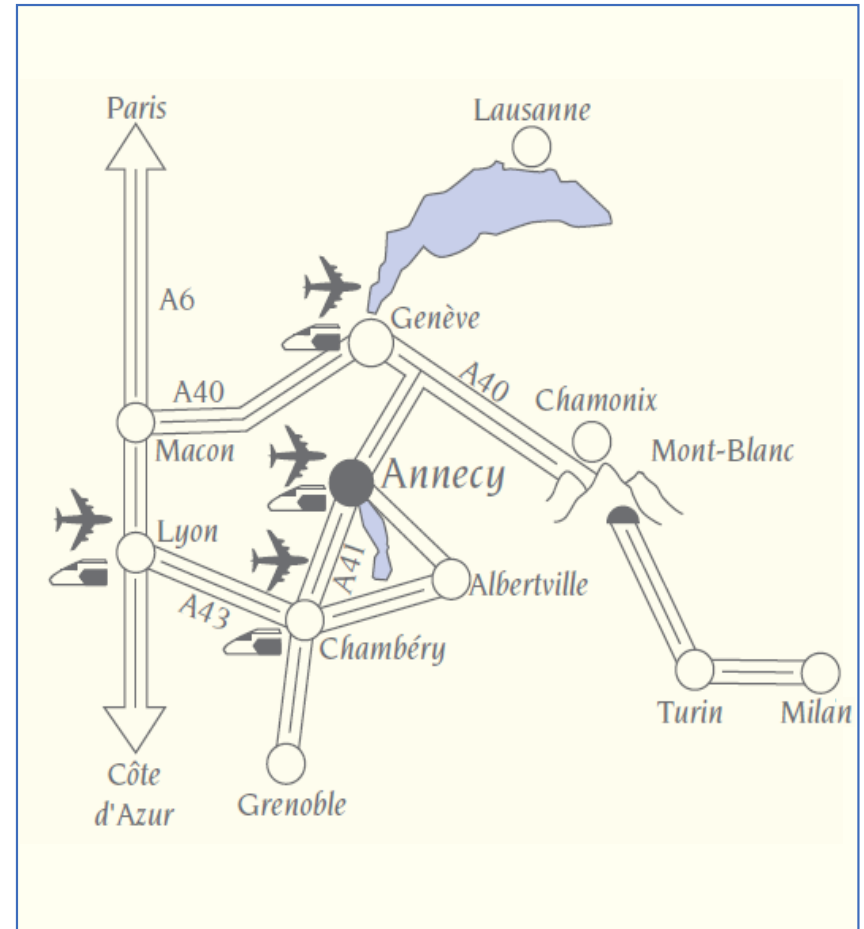 Paris
Lausanne
A6
Genève
A40
A40
Chamonix
Macon
Mont-Blanc
Annecy
Lyon
A41
Albertville
A43
Chambéry
Turin
Milan
Côte
d'Azur
Grenoble